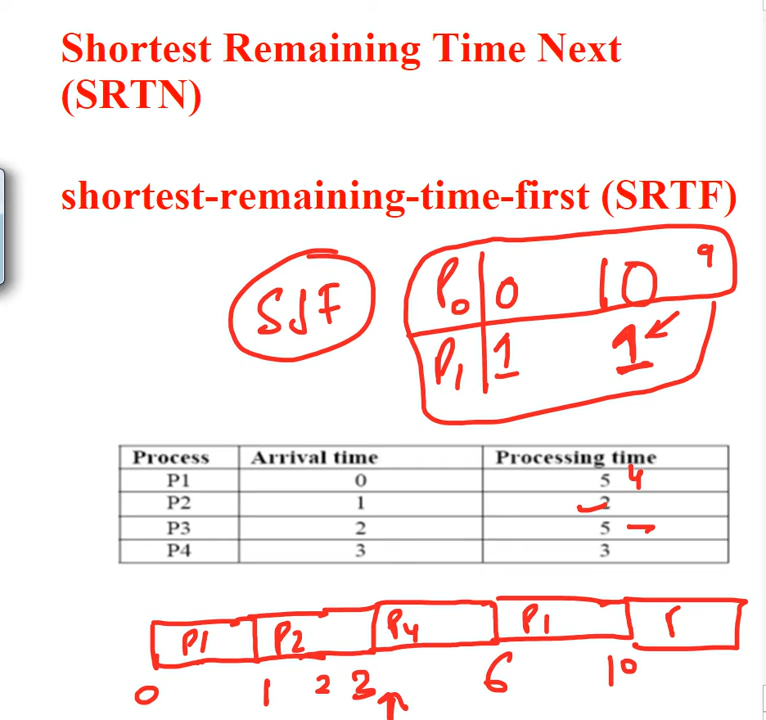 Shortest Remaining Time Next
(SRTN)
shortest-remaining-time-first (SRTF)
SJF
P0 0 10 9
P1 1 1
Process Arrival time Processing time
P1 0 5 4
P2 1 2
P3 2 5
P4 3 3
P1 P2 P4 P1
0 1 2 3 6 10